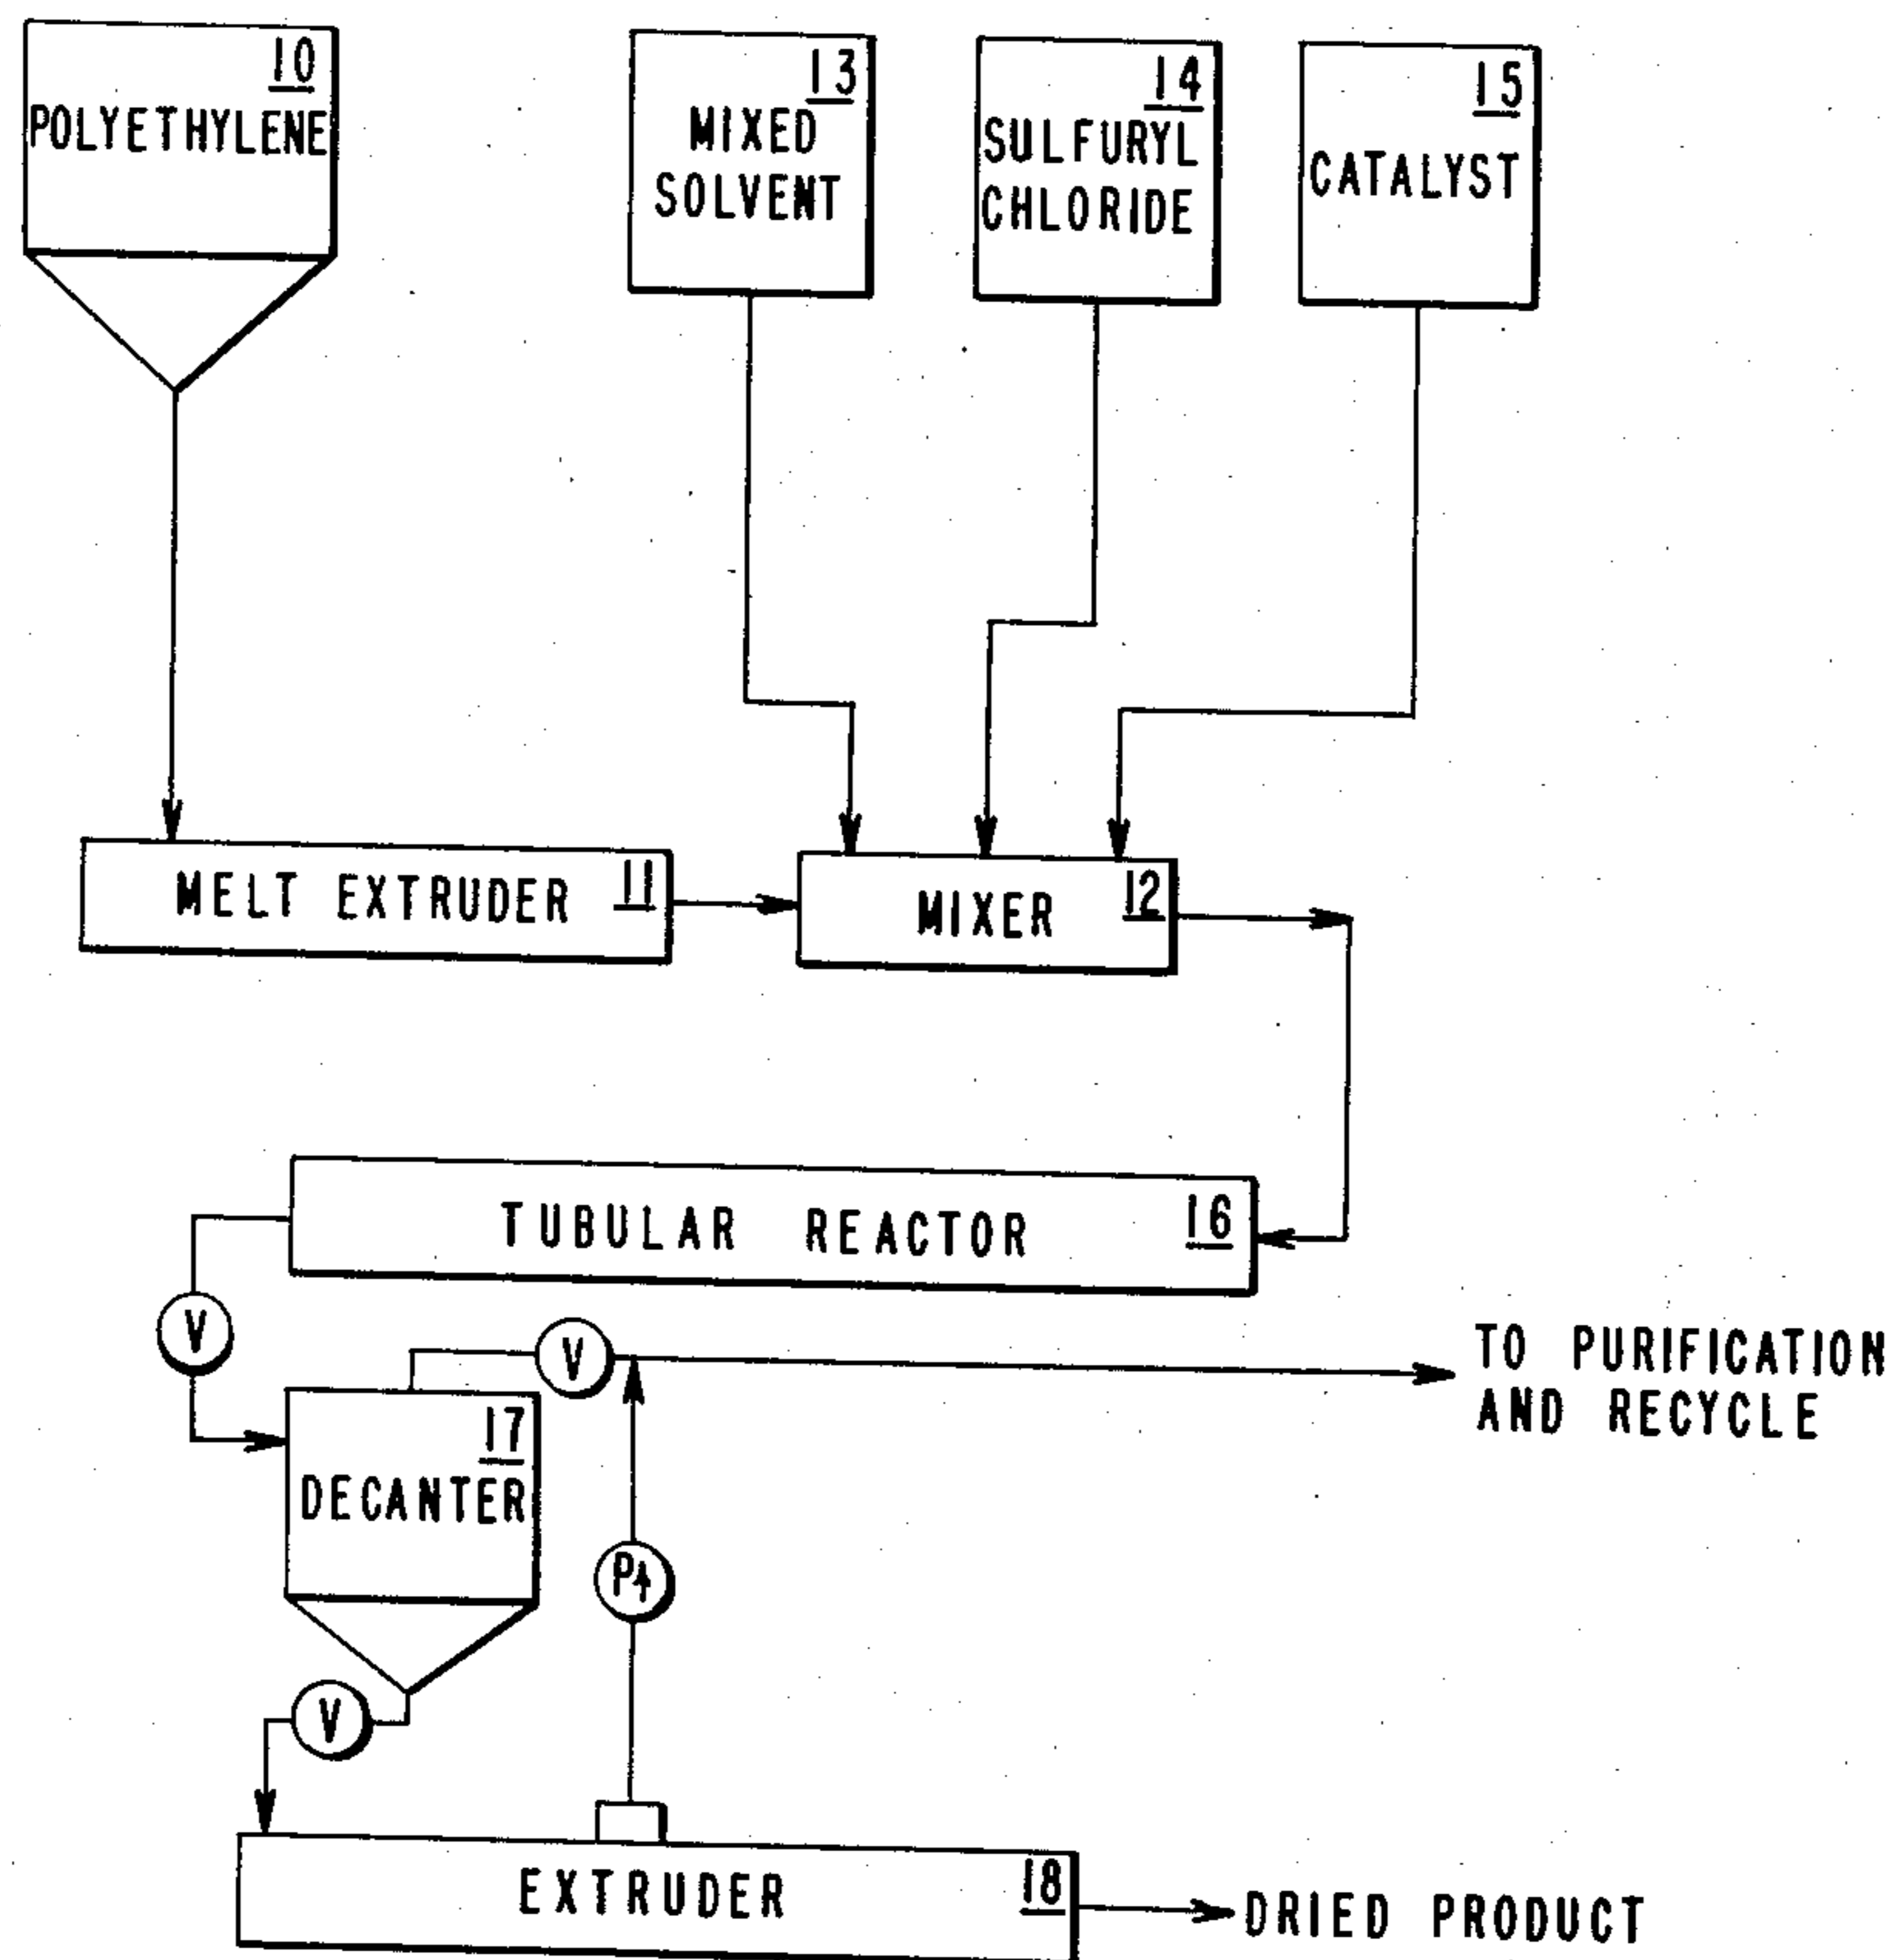 10
POLYETHYLENE
13
MIXED
SOLVENT
14
SULFURYL
CHLORIDE
15
CATALYST
MELT EXTRUDER 11
MIXER 12
TUBULAR REACTOR 16
V
V
TO PURIFICATION
AND RECYCLE
17
DECANTER
P
V
EXTRUDER 18
DRIED PRODUCT